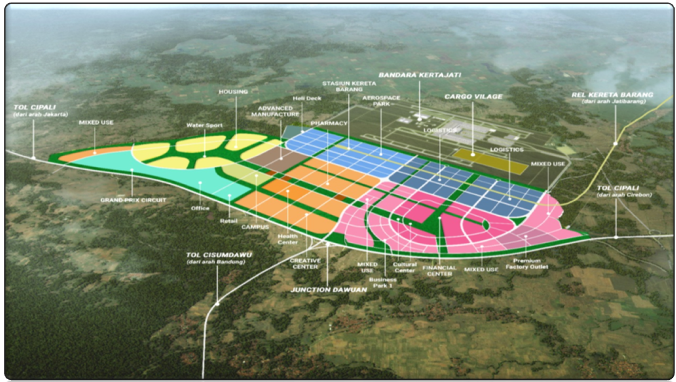 BANDARA KERTAJATI
STASIUN KERETA
BARANG
HOUSING
Heli Deck
AEROSPACE
PARK
CARGO VILAGE
REL KERETA BARANG
(dari arah Jatibarang)
TOL CIPALI
(dari arah Jakarta)
MIXED USE
ADVANCED
MANUFACTURE
Water Sport
PHARMACY
LOGISTICS
LOGISTICS
MIXED USE
TOL CIPALI
(dari arah Cirebon)
GRAND PRIX CIRCUIT
Office
Retail
CAMPUS
Health
Center
TOL CISUMDAWU
(dari arah Bandong)
CREATIVE
CENTER
MIXED
USE
Business
Park 1
Cultural
Center
FINANCIAL
CENTER
MIXED USE
Premium
Factory Outlet
JUNCTION DAWUAN